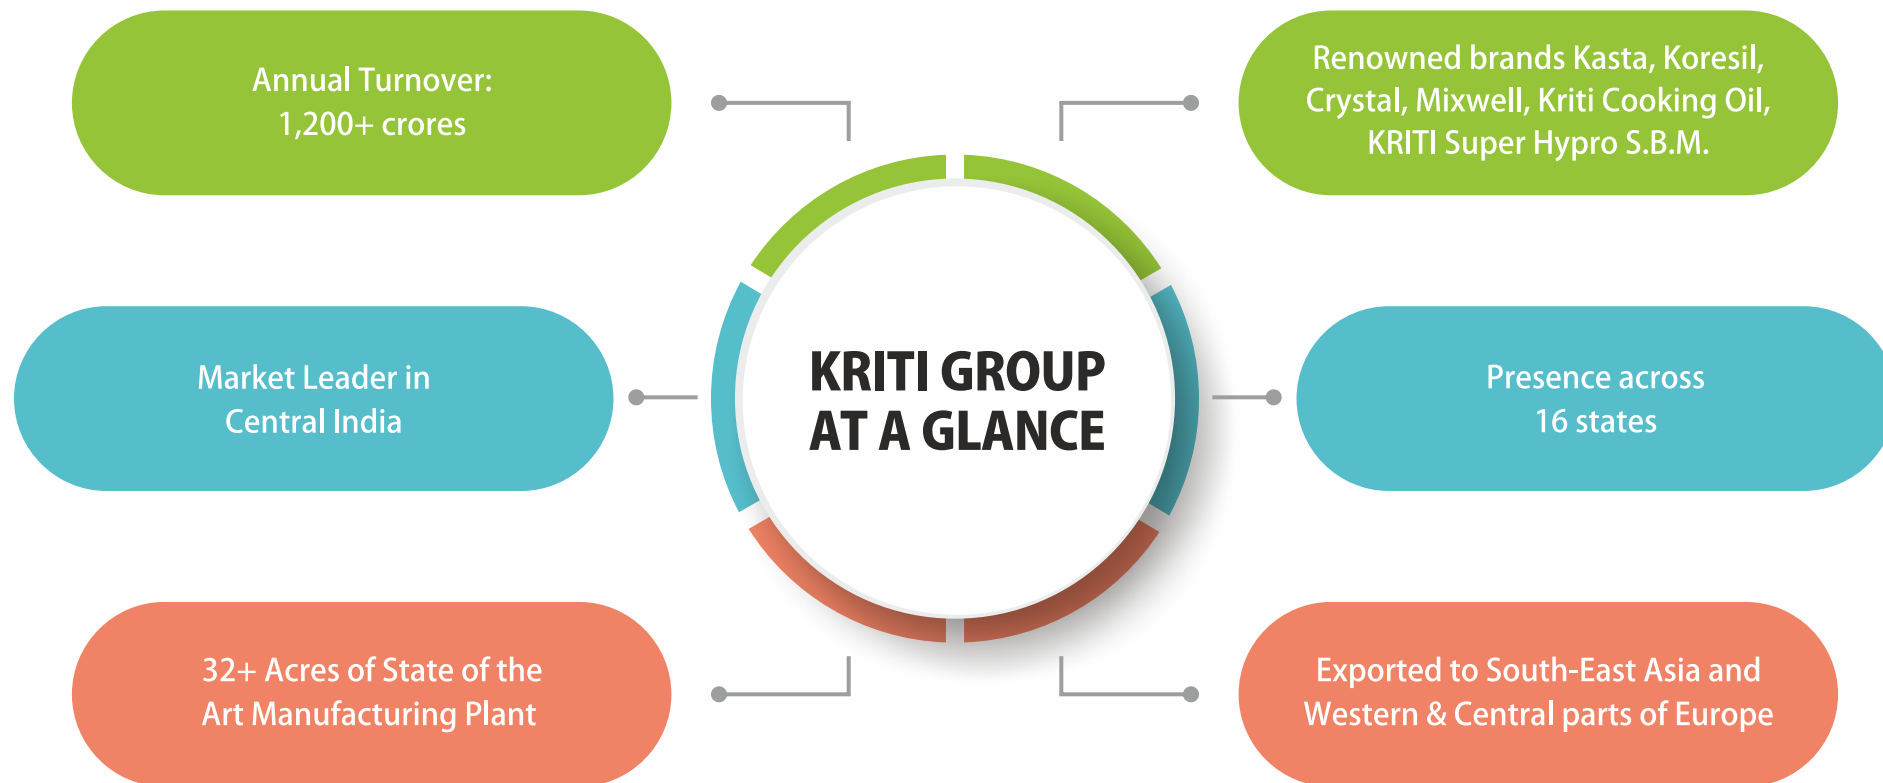 Annual Turnover:
1,200+ crores
Renowned brands Kasta, Koresil,
Crystal, Mixwell, Kriti Cooking Oil,
KRITI Super Hypro S.B.M.
Market Leader in
Central India
KRITI GROUP
AT A GLANCE
Presence across
16 states
32+ Acres of State of the
Art Manufacturing Plant
Exported to South-East Asia and
Western & Central parts of Europe